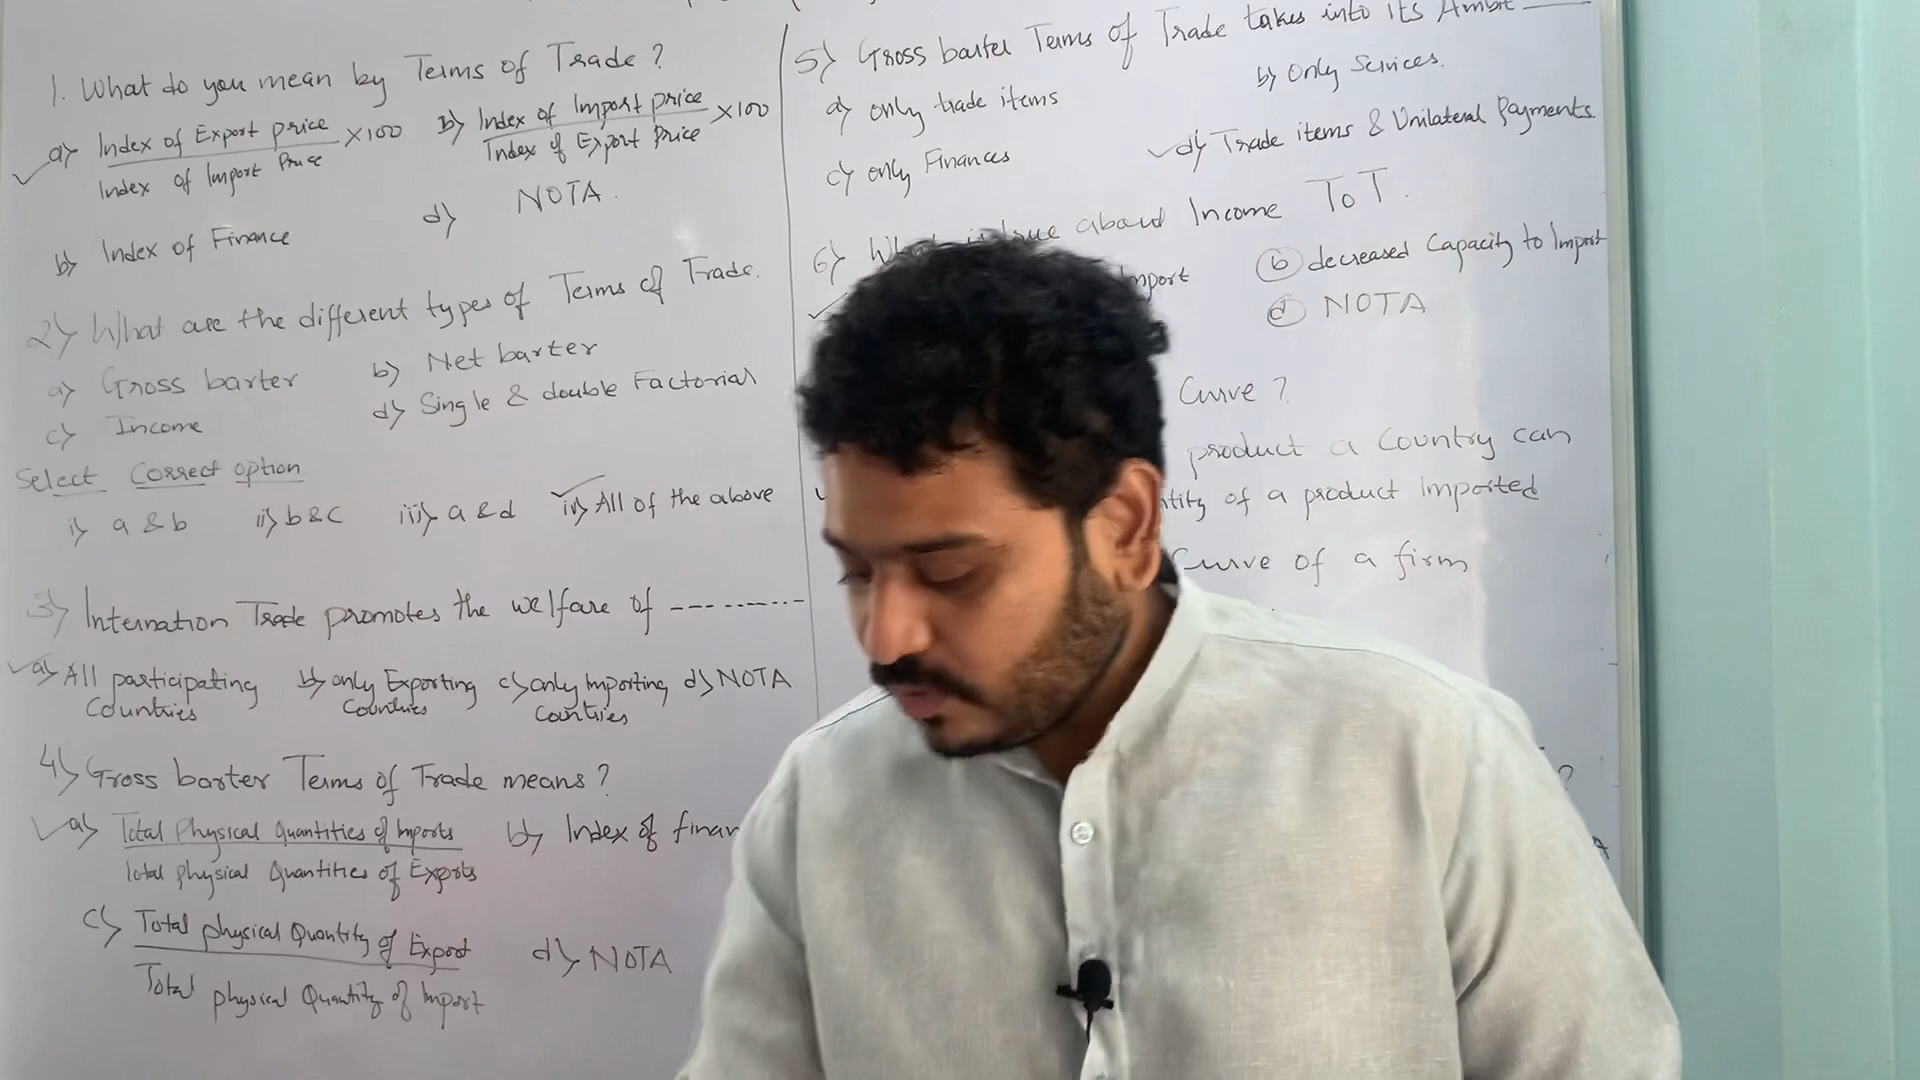 1. What do you mean by Terms of Trade?
a) Index of Export price / Index of Import Price X100
b) Index of Import price / Index of Export Price X100
b) Index of Finance
d) NOTA.
2) What are the different types of Terms of Trade.
a) Gross barter
b) Net barter
c) Income
d) Single & double Factorial
Select Correct option
i) a & b ii) b & c iii) a & d iv) All of the above
3) Internation Trade promotes the welfare of ---------
a) All participating Countries
b) only Exporting Countries
c) only Importing Countries
d) NOTA
4) Gross barter Terms of Trade means?
a) Total Physical Quantities of Imports
Total physical Quantities of Exports
b) Index of finan
c) Total physical Quantity of Export
Total physical Quantity of Import
d) NOTA
5) Gross barter Terms of Trade takes into its Ambit
a) only trade items
b) Only Services.
c) only Finances
d) Trade items & Unilateral Payments.
6) is true about Income ToT.
mport
b decreased Capacity to Import
d NOTA
Curve?
product a Country can
ntity of a product Imported
Curve of a firm
?